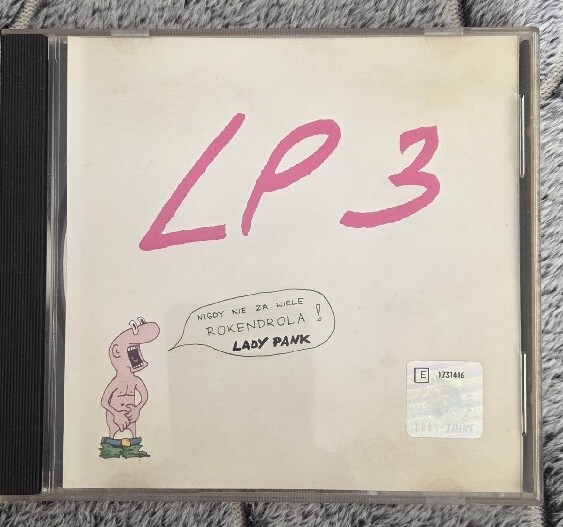 LP 3
NIGDY NIE ZA WIELE
ROKENDROLA !
LADY PANK
E 1731416